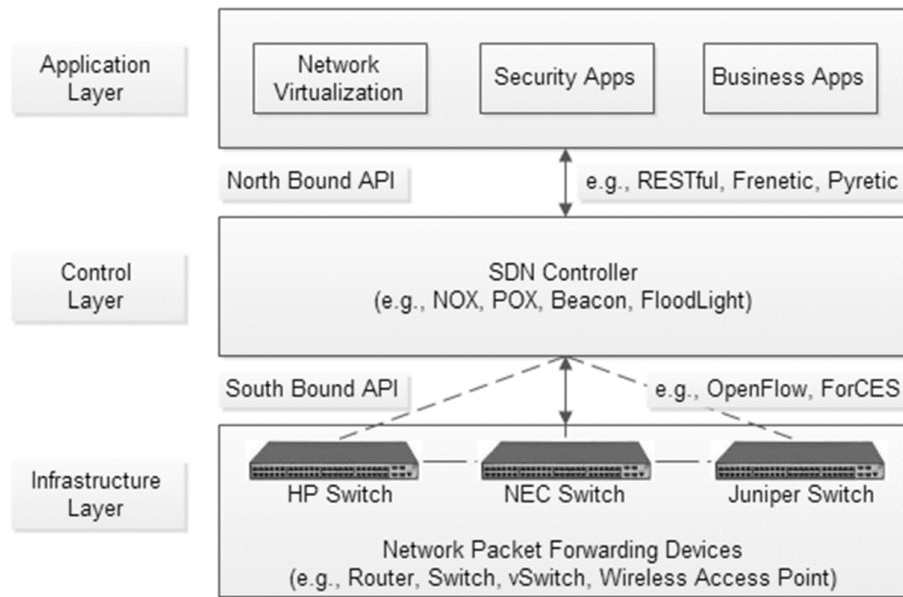 Application
Layer
Network
Virtualization
Security Apps
Business Apps
North Bound API
e.g., RESTful, Frenetic, Pyretic
Control
Layer
SDN Controller
(e.g., NOX, POX, Beacon, FloodLight)
South Bound API
e.g., OpenFlow, ForCES
Infrastructure
Layer
HP Switch
NEC Switch
Juniper Switch
Network Packet Forwarding Devices
(e.g., Router, Switch, vSwitch, Wireless Access Point)